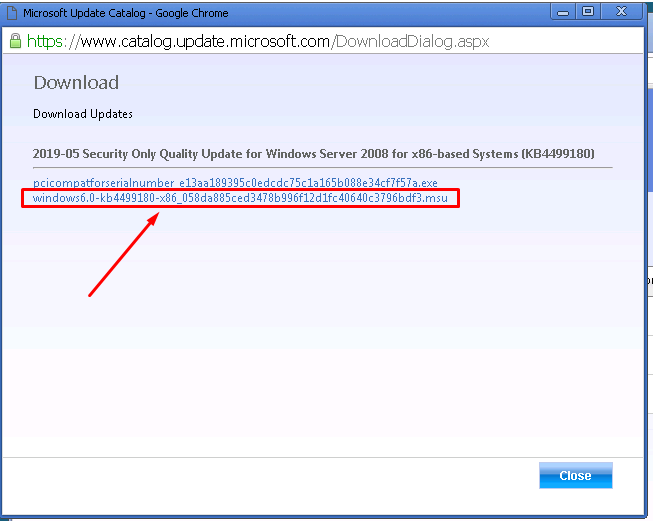 Microsoft Update Catalog - Google Chrome
https://www.catalog.update.microsoft.com/DownloadDialog.aspx
Download
Download Updates
2019-05 Security Only Quality Update for Windows Server 2008 for x86-based Systems (KB4499180)
pcicompatforserialnumber_e13aa189395c0edcdc75c1a165b088e34cf7f57a.exe
windows6.0-kb4499180-x86_058da885ced3478b996f12d1fc40640c3796bdf3.msu
Close